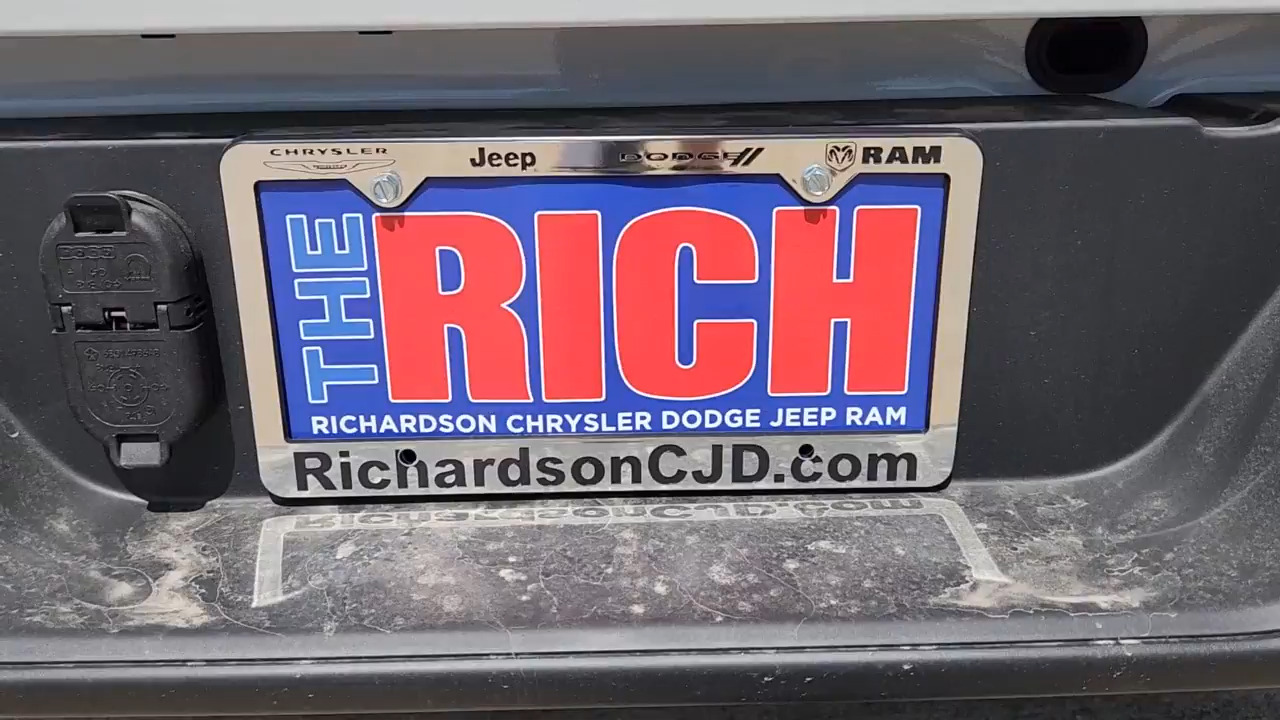 CHRYSLER Jeep DODGE RAM
THE
RICH
RICHARDSON CHRYSLER DODGE JEEP RAM
RichardsonCJD.com